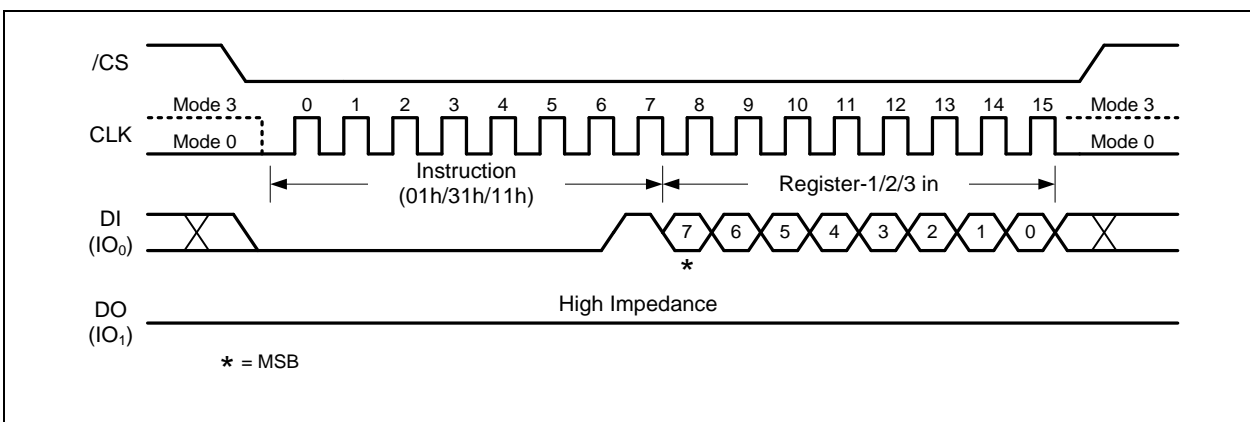 /CS
Mode 3 0 1 2 3 4 5 6 7 8 9 10 11 12 13 14 15 Mode 3
CLK
Mode 0 Mode 0
Instruction
(01h/31h/11h)
Register-1/2/3 in
DI
(IO₀)
7 6 5 4 3 2 1 0
*
High Impedance
DO
(IO₁)
* = MSB